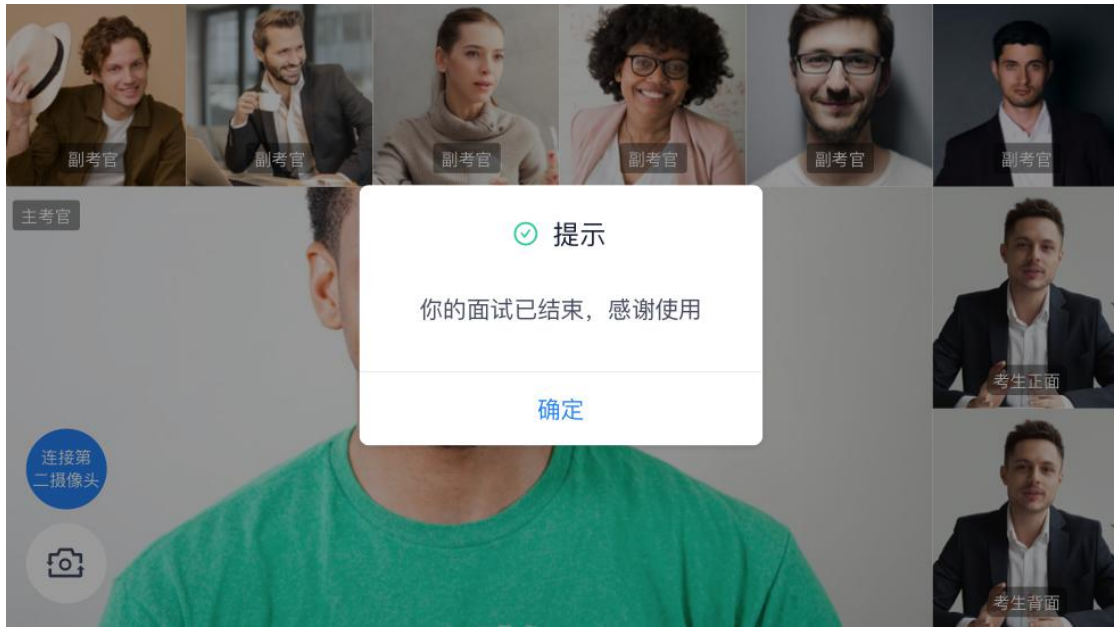 副考官
副考官
副考官
副考官
副考官
副考官
主考官
提示
你的面试已结束，感谢使用
确定
考生正面
连接第
二摄像头
考生背面